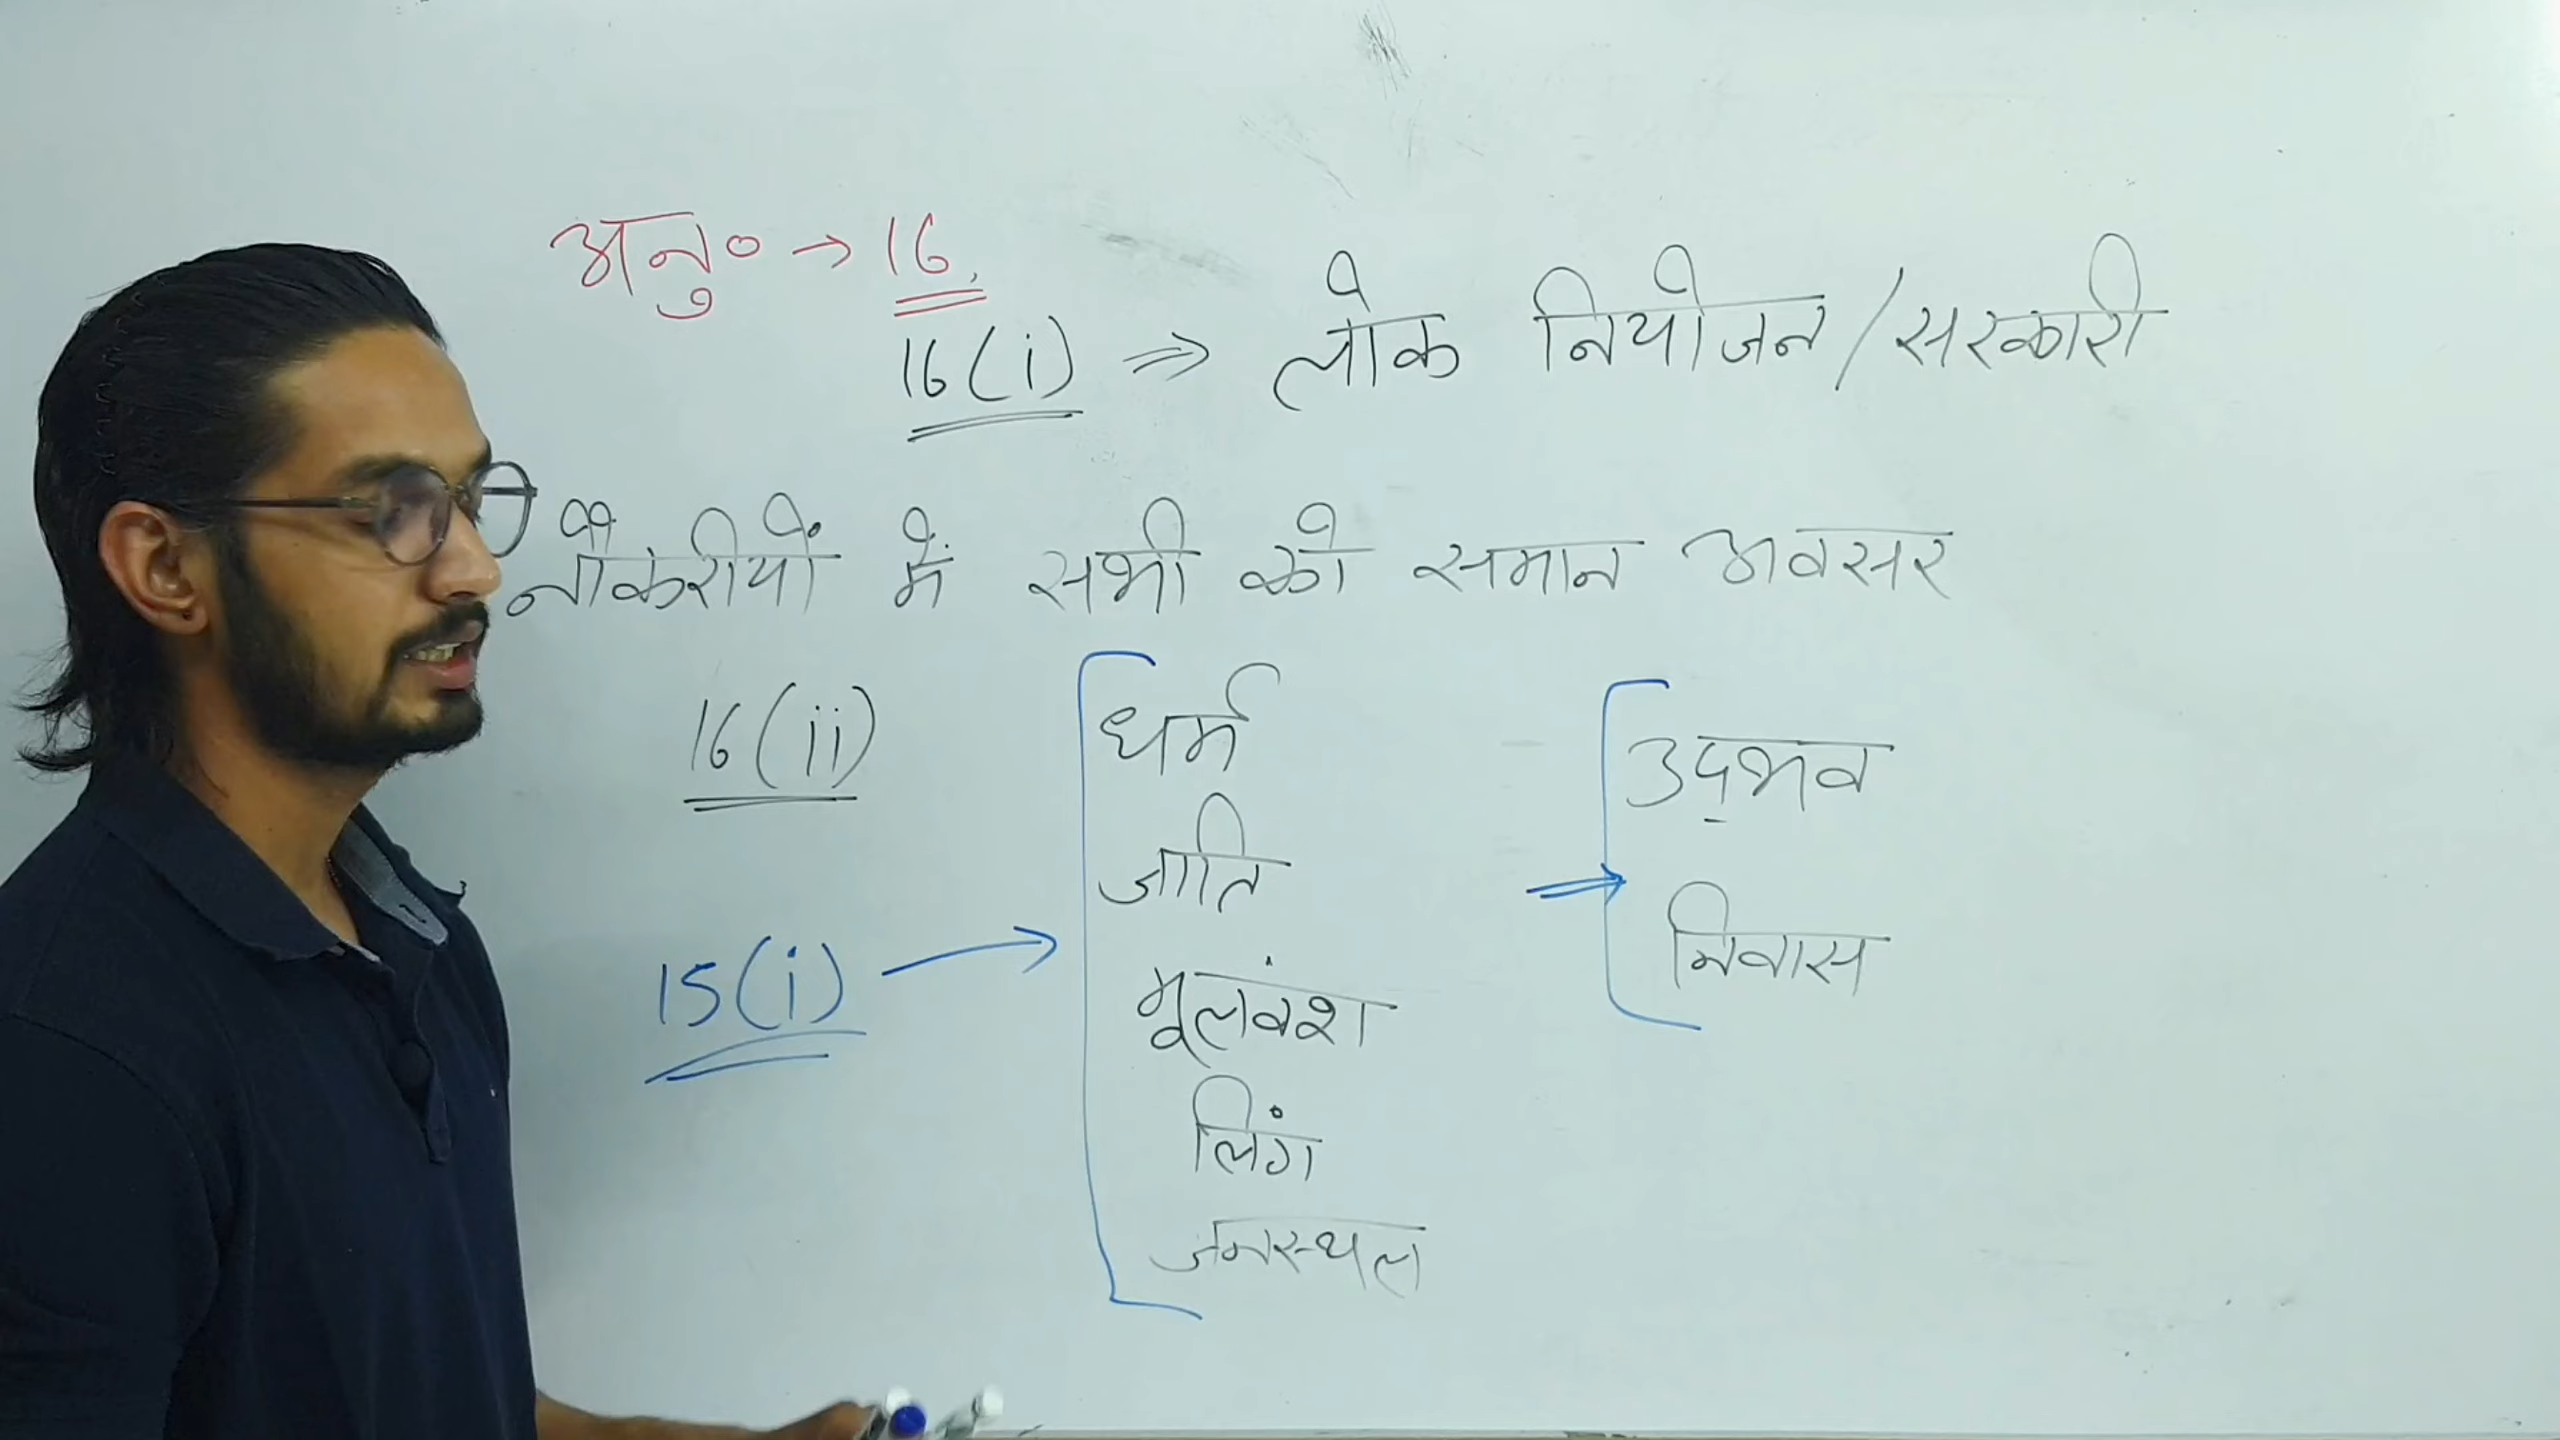 अनु० → 16
16(i) ⇒ लोक नियोजन/सरकारी
नौकरीयों में सभी को समान अवसर
16(ii)
धर्म
जाति
मूलवंश
लिंग
जन्मस्थल
15(i) →
⇒ उद्‌भव
निवास